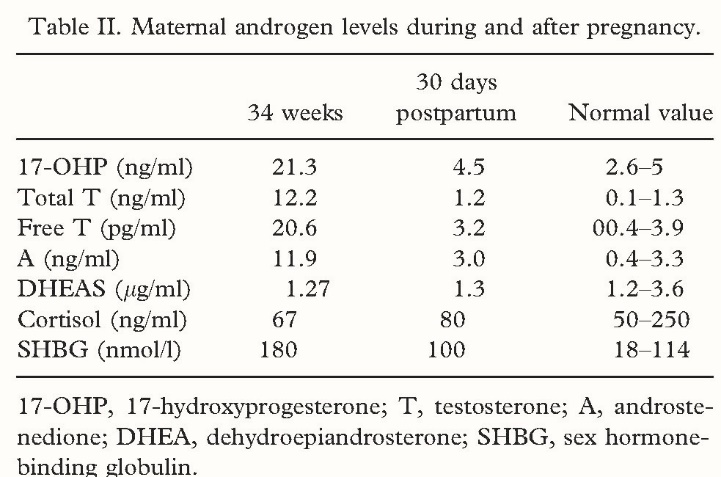 Table II. Maternal androgen levels during and after pregnancy.
30 days
34 weeks postpartum Normal value
17-OHP (ng/ml) 21.3 4.5 2.6–5
Total T (ng/ml) 12.2 1.2 0.1–1.3
Free T (pg/ml) 20.6 3.2 00.4–3.9
A (ng/ml) 11.9 3.0 0.4–3.3
DHEAS (μg/ml) 1.27 1.3 1.2–3.6
Cortisol (ng/ml) 67 80 50–250
SHBG (nmol/l) 180 100 18–114
17-OHP, 17-hydroxyprogesterone; T, testosterone; A, androste-
nedione; DHEA, dehydroepiandrosterone; SHBG, sex hormone-
binding globulin.